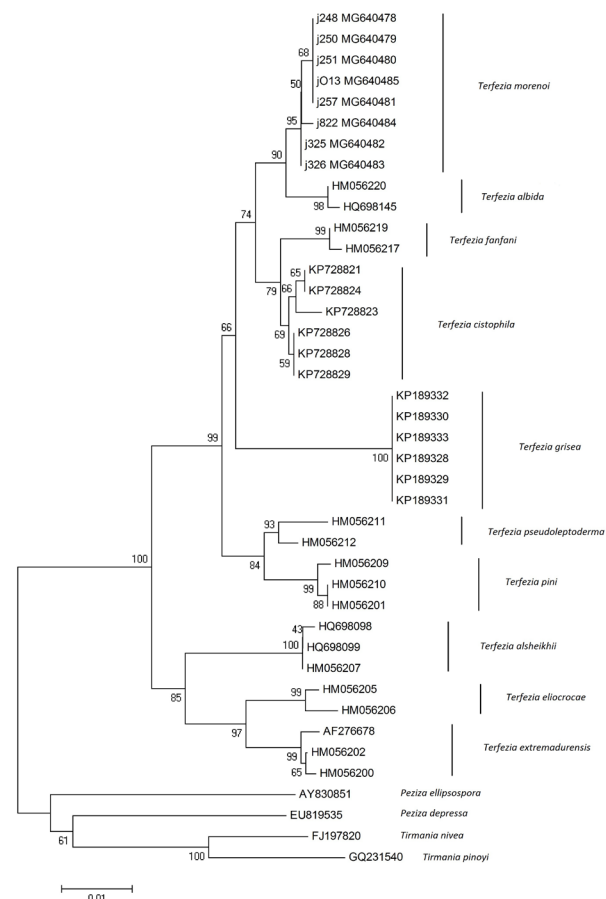 j248 MG640478
j250 MG640479
68
j251 MG640480
Terfezia morenoi
50
jO13 MG640485
j257 MG640481
95
j822 MG640484
j325 MG640482
90
j326 MG640483
HM056220
Terfezia albida
98
HQ698145
74
99
HM056219
Terfezia fanfani
HM056217
65
KP728821
79
66
KP728824
KP728823
Terfezia cistophila
66
69
KP728826
KP728828
59
KP728829
KP189332
KP189330
99
KP189333
Terfezia grisea
100
KP189328
KP189329
KP189331
93
HM056211
Terfezia pseudoleptoderma
HM056212
100
84
HM056209
99
HM056210
Terfezia pini
88
HM056201
43
HQ698098
100
HQ698099
Terfezia alsheikhii
HM056207
85
99
HM056205
Terfezia eliocrocae
HM056206
97
AF276678
99
HM056202
Terfezia extremadurensis
65
HM056200
AY830851
Peziza ellipsospora
EU819535
Peziza depressa
61
FJ197820
Tirmania nivea
100
GQ231540
Tirmania pinoyi
0.01